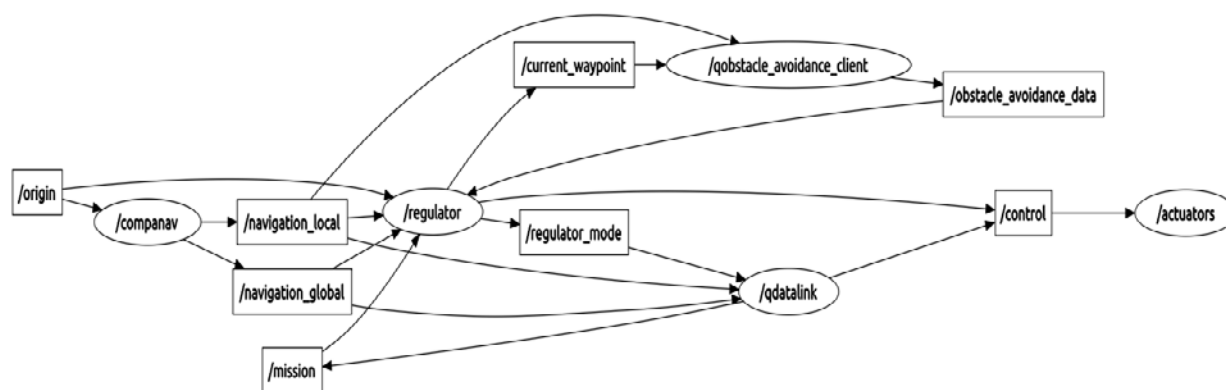 /current_waypoint
/qobstacle_avoidance_client
/obstacle_avoidance_data
/origin
/companav
/navigation_local
/regulator
/regulator_mode
/control
/actuators
/navigation_global
/qdatalink
/mission